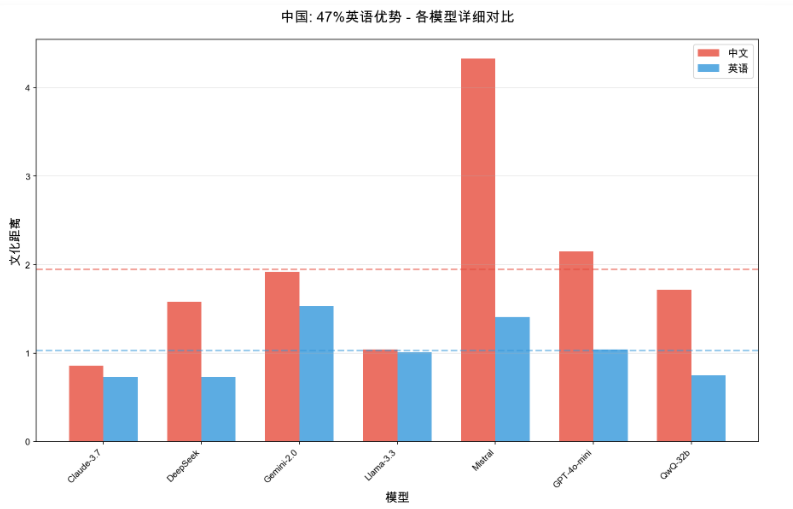 中国: 47%英语优势 - 各模型详细对比
中文
英语
文化距离
4
3
2
1
0
Claude-3.7
DeepSeek
Gemini-2.0
Llama-3.3
Mistral
GPT-4o-mini
QwQ-32b
模型